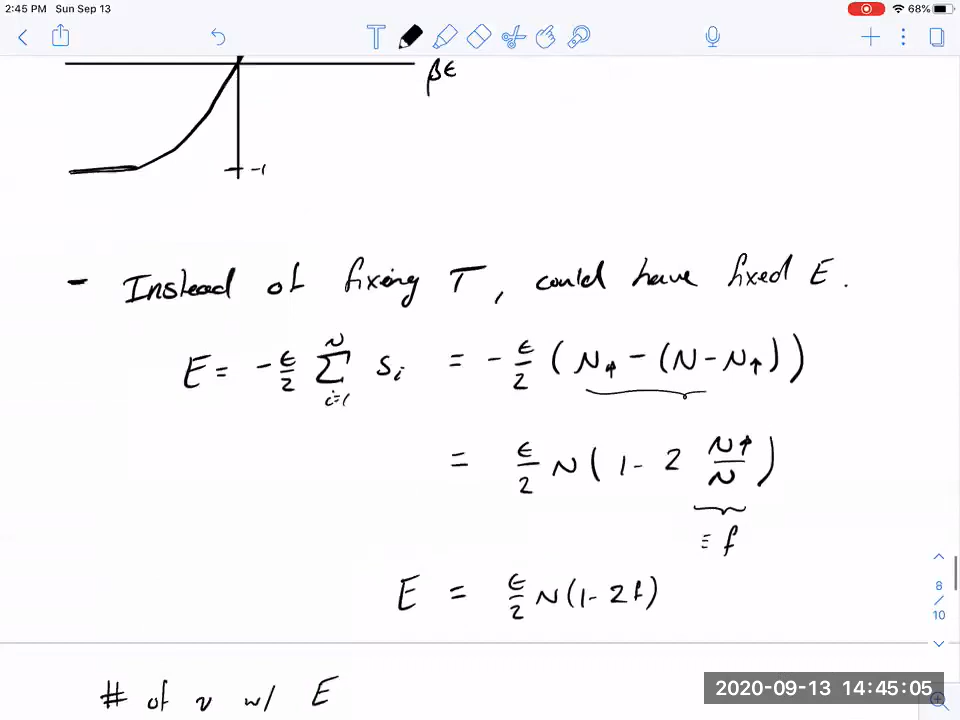 2:45 PM Sun Sep 13
68%
T
βϵ
-1
- Instead of fixing T, could have fixed E.
E = -ϵ/2 ∑_{i=1}^{N} s_i = -ϵ/2 (N↑ - (N - N↑))
= ϵ/2 N(1 - 2 N↑/N)
≡ f
E = ϵ/2 N(1 - 2f)
# of ν w/ E
8
/
10
2020-09-13 14:45:05